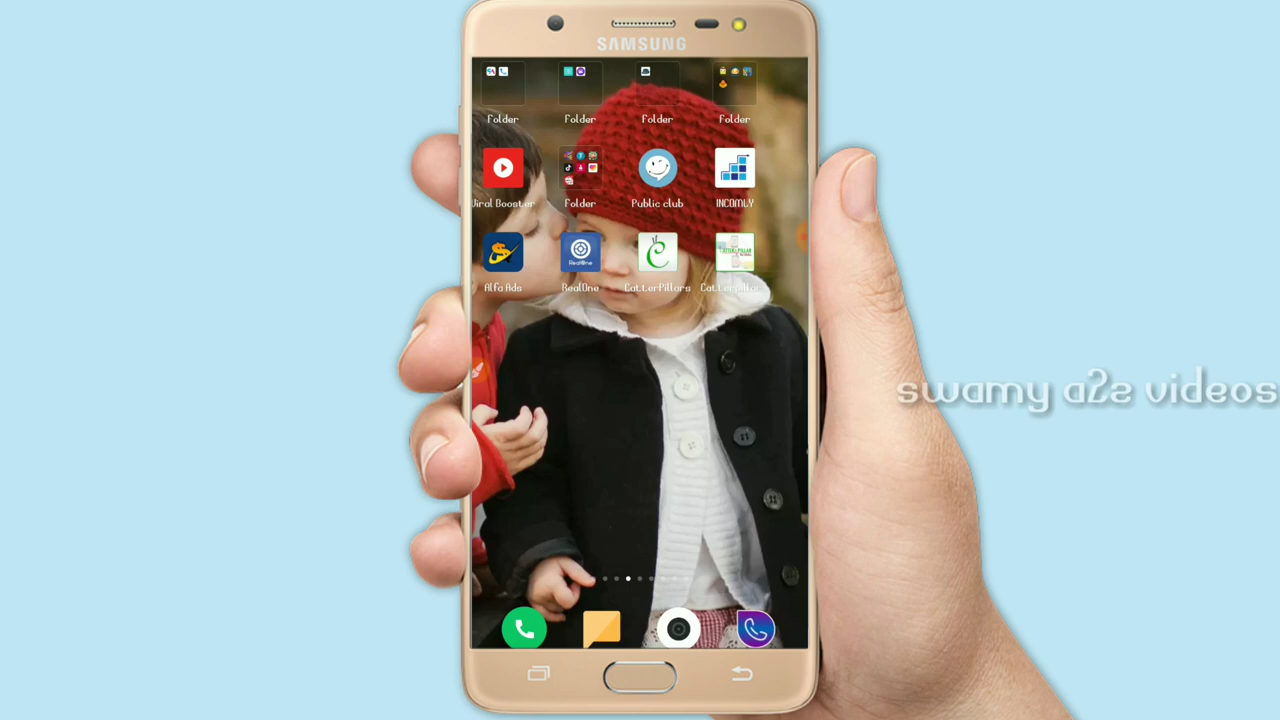 SAMSUNG
Folder
Folder
Folder
Folder
Viral Booster
Folder
Public club
INCOMLY
Alfa Ads
RealOne
CatterPillars
Catterpillar
RealOne
swamy a2z videos